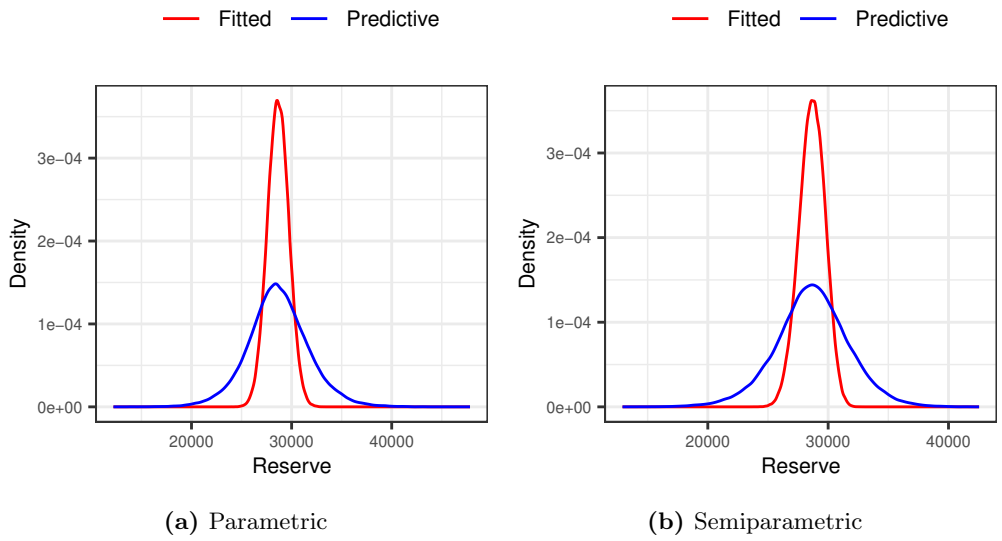 Fitted Predictive
Density
3e−04
2e−04
1e−04
0e+00
20000 30000 40000
Reserve
(a) Parametric
Fitted Predictive
Density
3e−04
2e−04
1e−04
0e+00
20000 30000 40000
Reserve
(b) Semiparametric